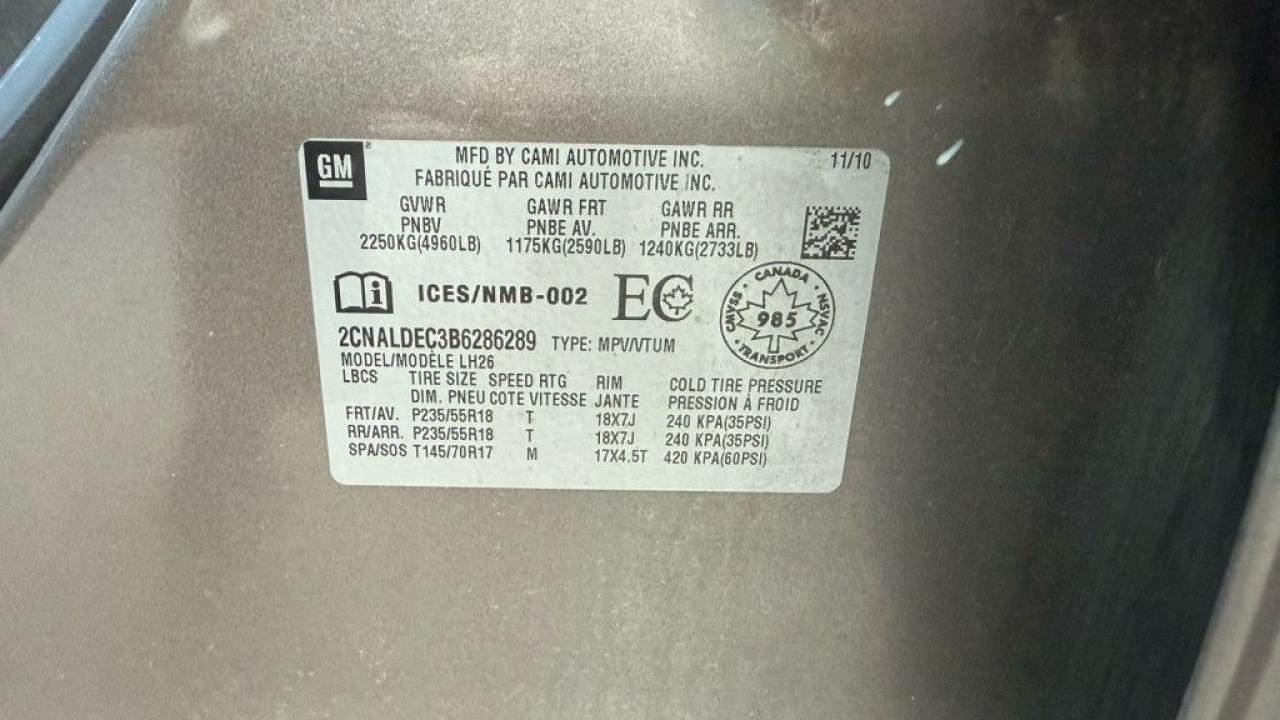 GM ®
MFD BY CAMI AUTOMOTIVE INC. 11/10
FABRIQUÉ PAR CAMI AUTOMOTIVE INC.
GVWR GAWR FRT GAWR RR
PNBV PNBE AV. PNBE ARR.
2250KG(4960LB) 1175KG(2590LB) 1240KG(2733LB)
i ICES/NMB-002 EC
CANADA
CMVSS 985 NSVAC
TRANSPORT
2CNALDEC3B6286289 TYPE: MPV/VTUM
MODEL/MODÈLE LH26
LBCS TIRE SIZE SPEED RTG RIM COLD TIRE PRESSURE
DIM. PNEU COTE VITESSE JANTE PRESSION À FROID
FRT/AV. P235/55R18 T 18X7J 240 KPA(35PSI)
RR/ARR. P235/55R18 T 18X7J 240 KPA(35PSI)
SPA/SOS T145/70R17 M 17X4.5T 420 KPA(60PSI)